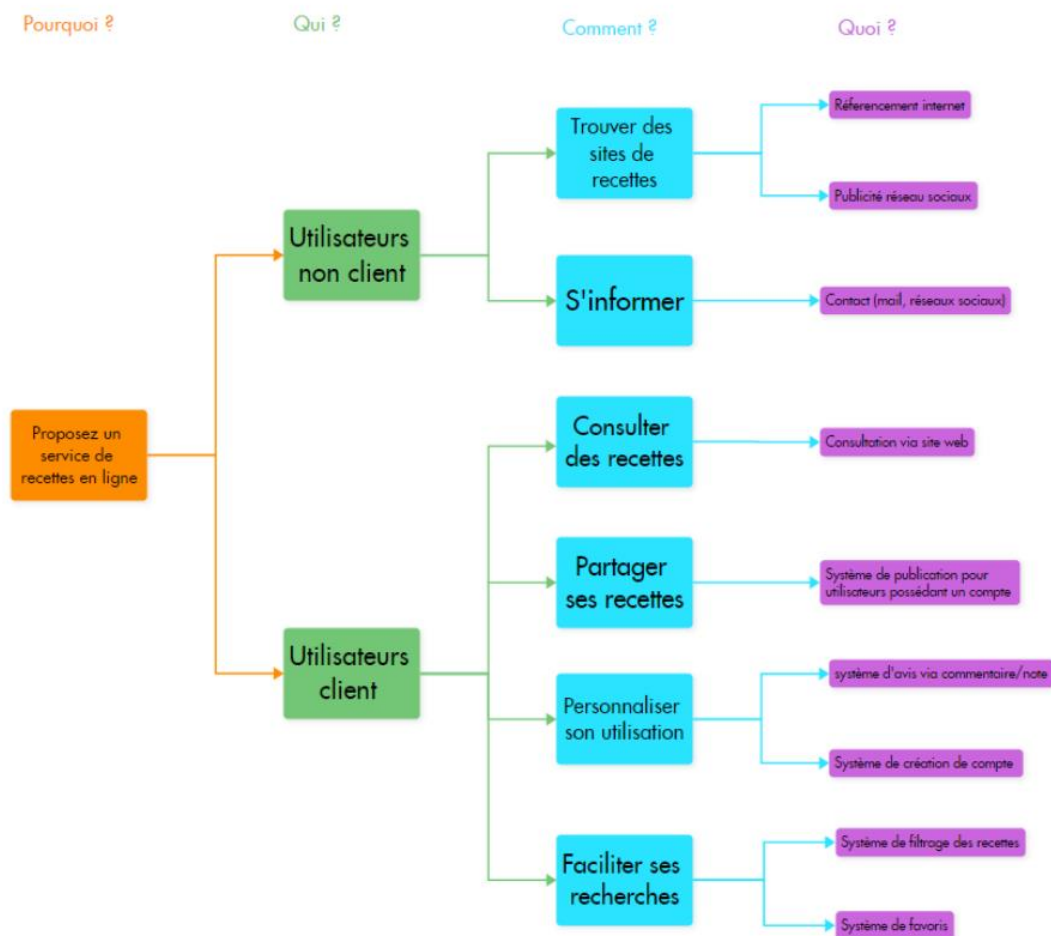 Pourquoi ?
Qui ?
Comment ?
Quoi ?
Proposez un
service de
recettes en ligne
Utilisateurs
non client
Utilisateurs
client
Trouver des
sites de
recettes
S'informer
Consulter
des recettes
Partager
ses recettes
Personnaliser
son utilisation
Faciliter ses
recherches
Réferencement internet
Publicité réseau sociaux
Contact (mail, réseaux sociaux)
Consultation via site web
Système de publication pour
utilisateurs possédant un compte
système d'avis via commentaire/note
Système de création de compte
Système de filtrage des recettes
Système de favoris